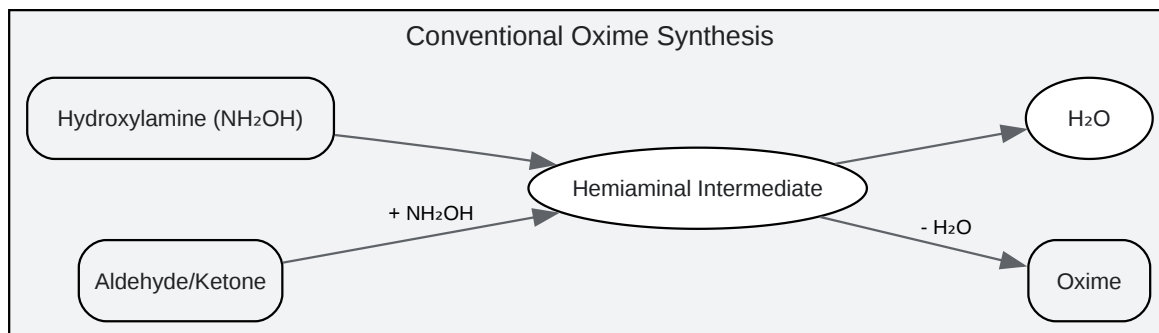 Conventional Oxime Synthesis
Hydroxylamine (NH₂OH)
H₂O
Hemiaminal Intermediate
+ NH₂OH
- H₂O
Aldehyde/Ketone
Oxime